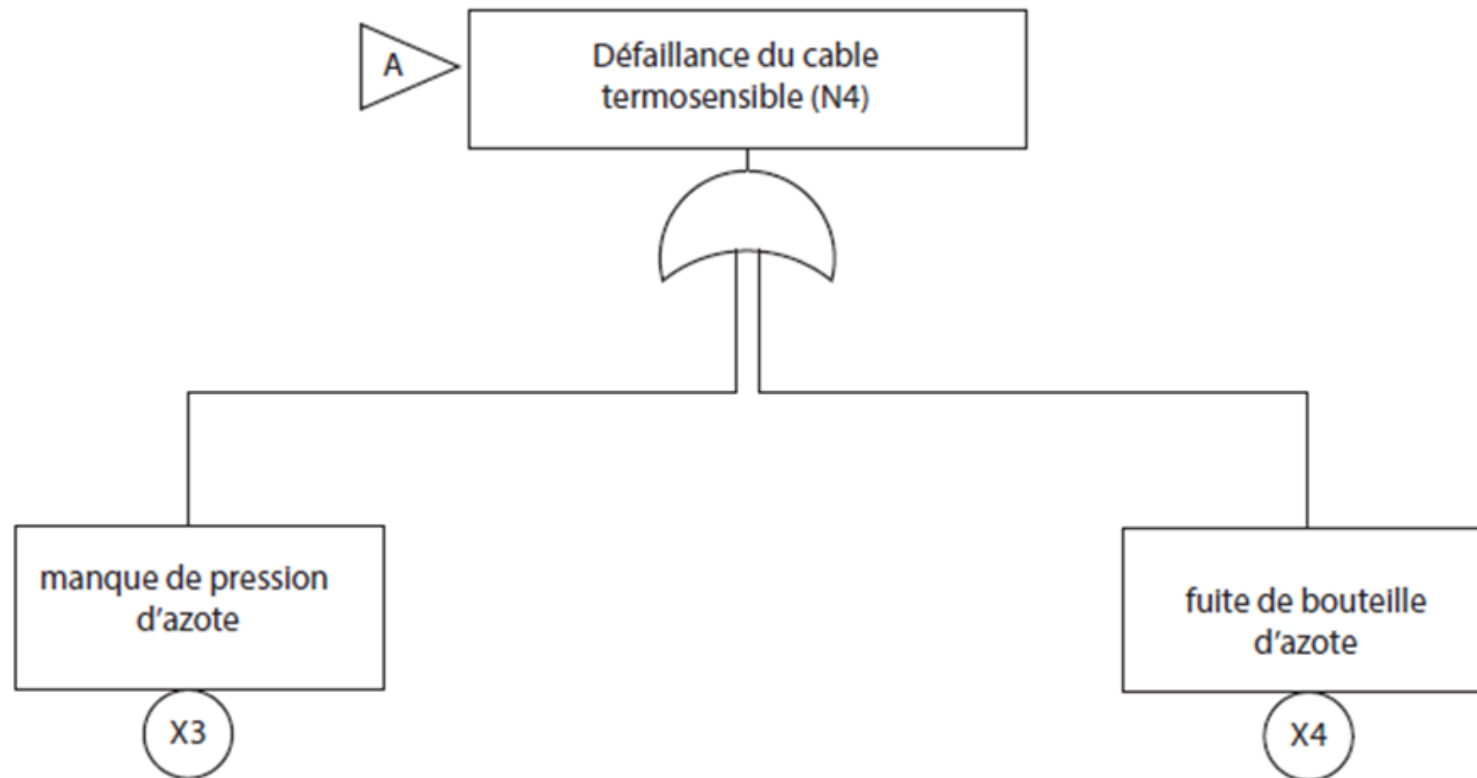 A
Défaillance du cable
termosensible (N4)
manque de pression
d'azote
X3
fuite de bouteille
d'azote
X4